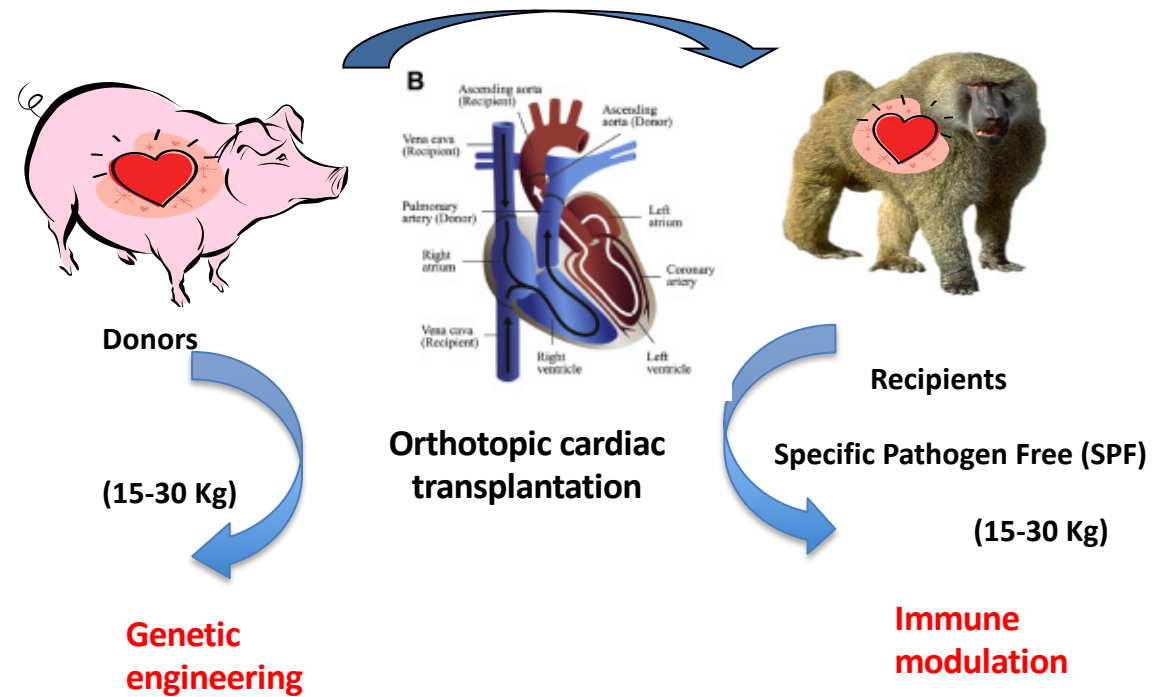 B
Ascending aorta
(Recipient)
Ascending
aorta (Donor)
Vena cava
(Recipient)
Pulmonary
artery (Donor)
Left
atrium
Right
atrium
Coronary
artery
Vena cava
(Recipient)
Right
ventricle
Left
ventricle
Donors
Recipients
Orthotopic cardiac
transplantation
Specific Pathogen Free (SPF)
(15-30 Kg)
(15-30 Kg)
Genetic
engineering
Immune
modulation